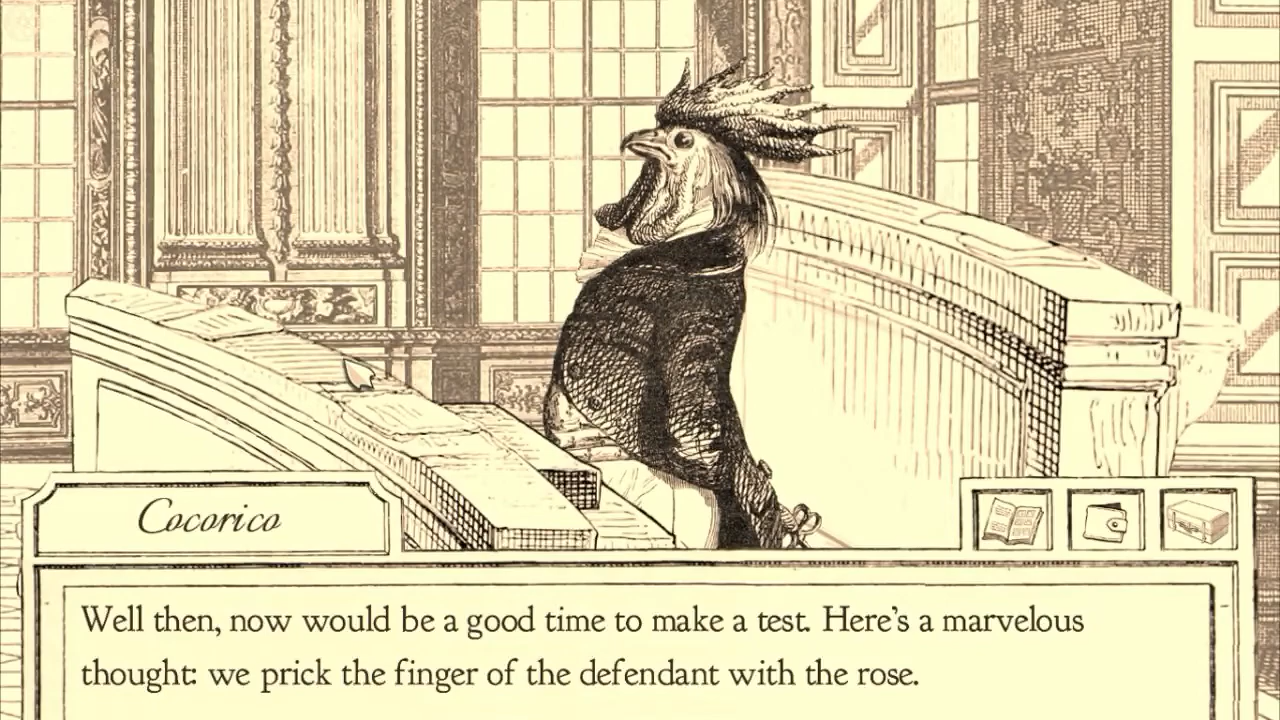 Cocorico
Well then, now would be a good time to make a test. Here's a marvelous
thought: we prick the finger of the defendant with the rose.